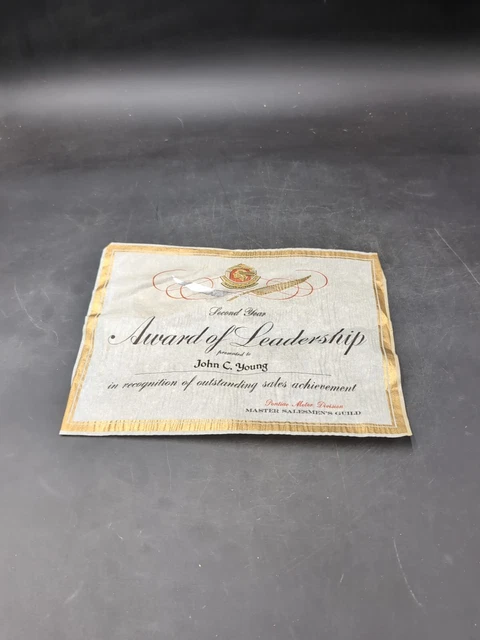 Second Year
Award of Leadership
presented to
John C. Young
in recognition of outstanding sales achievement
Pontiac Motor Division
MASTER SALESMEN'S GUILD